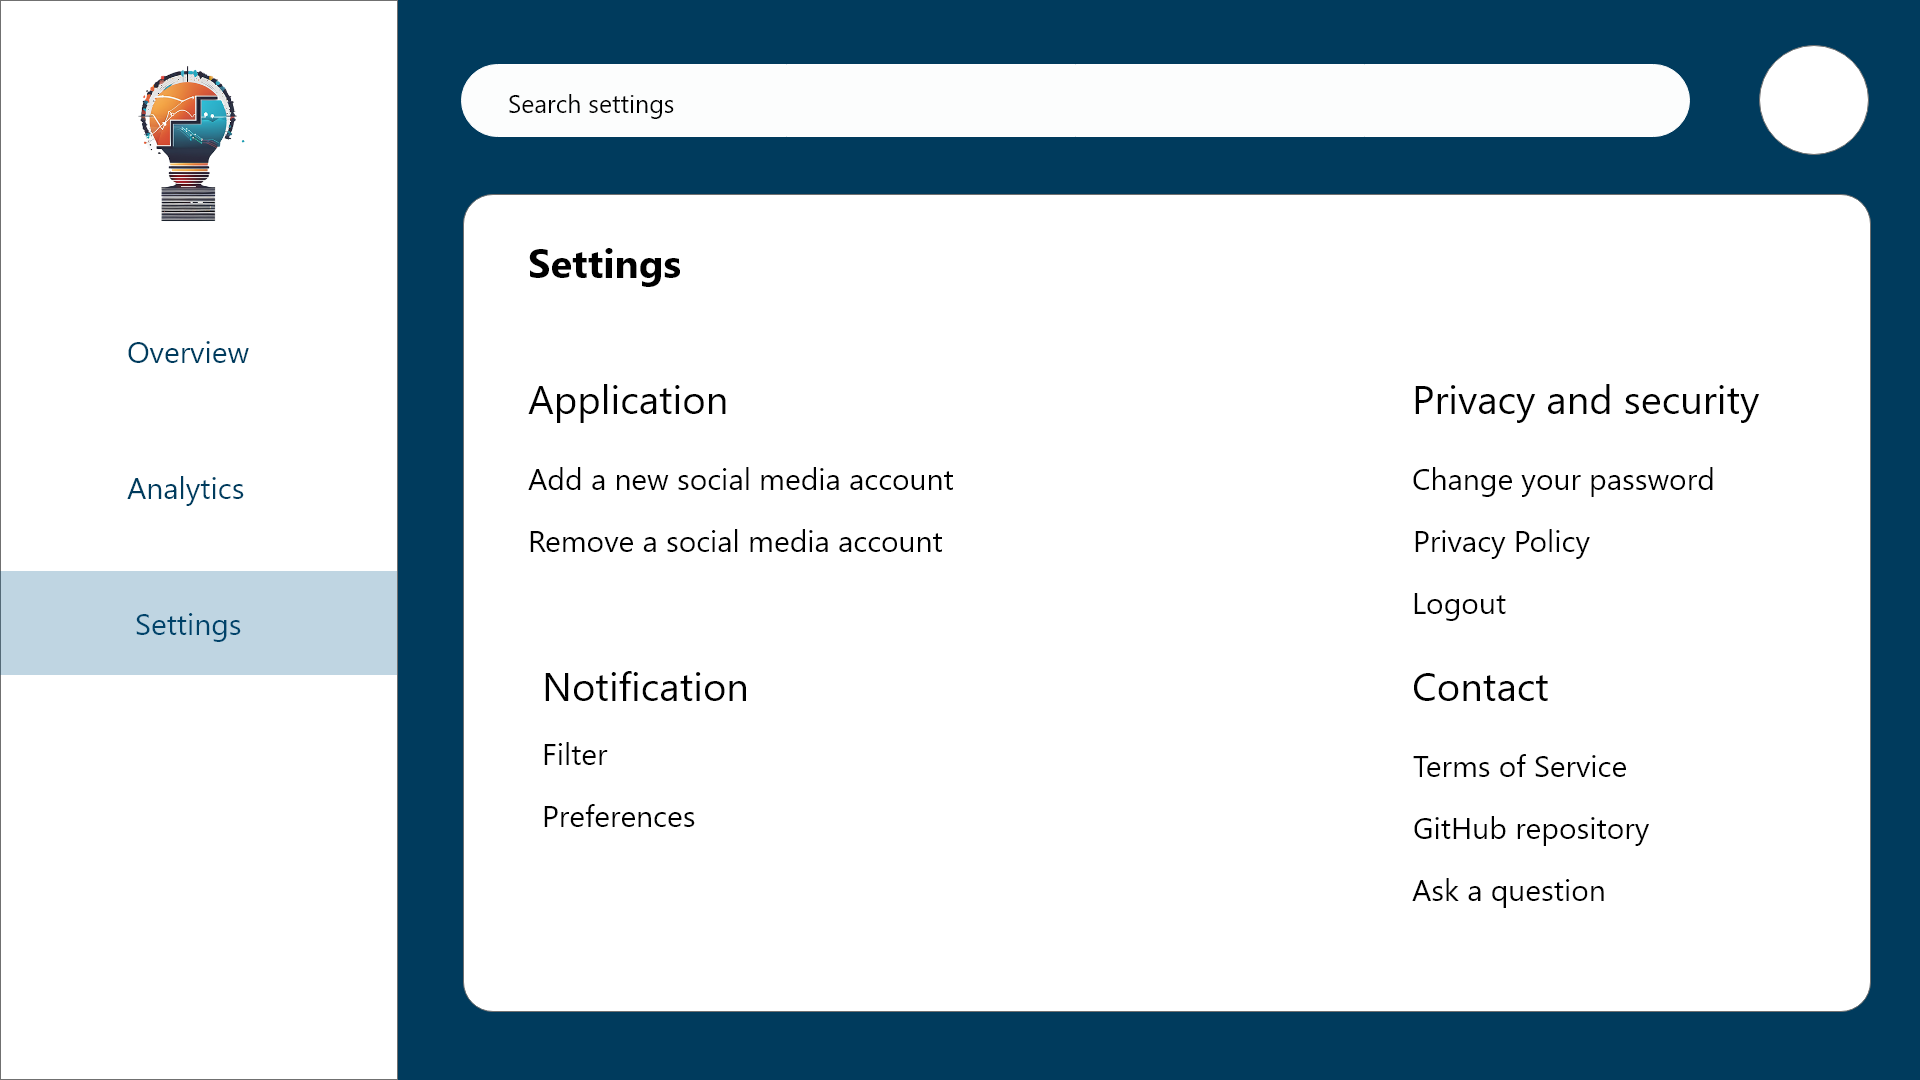 Search settings
Overview
Analytics
Settings
Settings
Application
Add a new social media account
Remove a social media account
Privacy and security
Change your password
Privacy Policy
Logout
Notification
Filter
Preferences
Contact
Terms of Service
GitHub repository
Ask a question